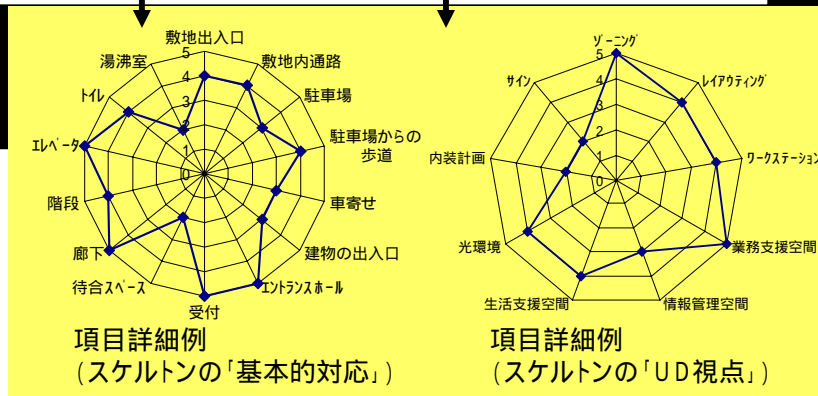 敷地出入口
敷地内通路
駐車場
駐車場からの
歩道
車寄せ
建物の出入口
ｴﾝﾄﾗﾝｽﾎｰﾙ
受付
待合ｽﾍﾟｰｽ
廊下
階段
ｴﾚﾍﾞｰﾀ
ﾄｲﾚ
湯沸室
5
4
3
2
1
0
項目詳細例
(スケルトンの｢基本的対応｣)
ｿﾞｰﾆﾝｸﾞ
ﾚｲｱｳﾃｨﾝｸﾞ
ﾜｰｸｽﾃｰｼｮﾝ
業務支援空間
情報管理空間
生活支援空間
光環境
内装計画
ｻｲﾝ
5
4
3
2
1
0
項目詳細例
(スケルトンの｢UD視点｣)